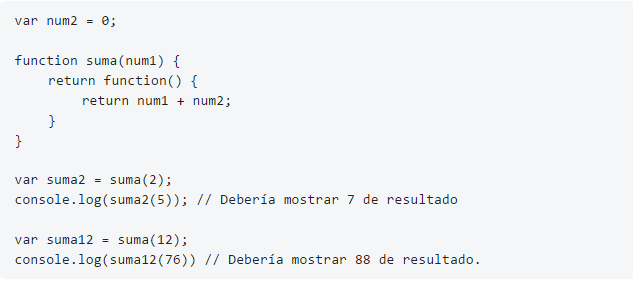 var num2 = 0;

function suma(num1) {
    return function() {
        return num1 + num2;
    }
}

var suma2 = suma(2);
console.log(suma2(5)); // Debería mostrar 7 de resultado

var suma12 = suma(12);
console.log(suma12(76)) // Debería mostrar 88 de resultado.